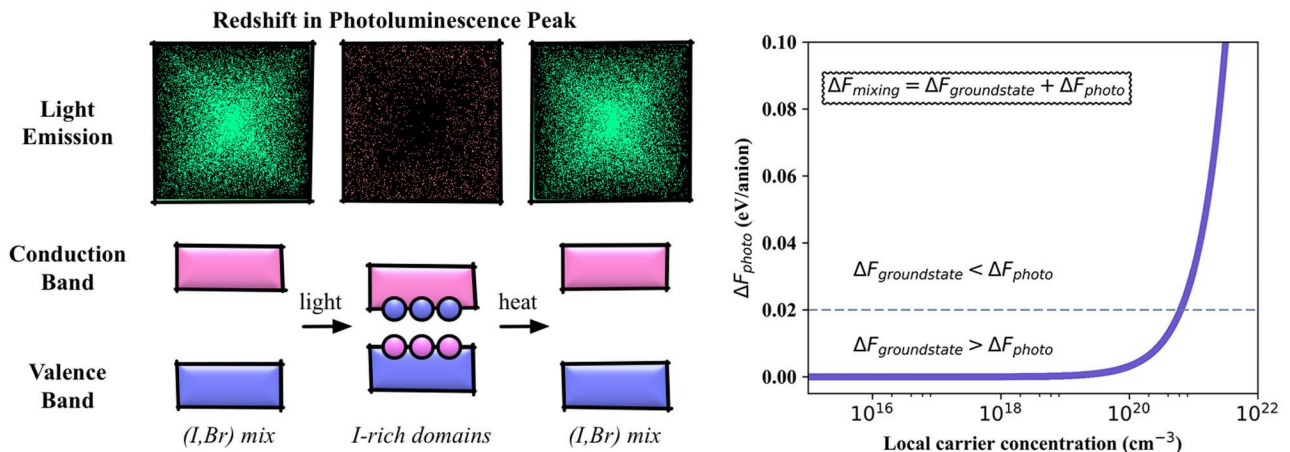 Redshift in Photoluminescence Peak
Light
Emission
Conduction
Band
light
heat
Valence
Band
(I,Br) mix
I-rich domains
(I,Br) mix
ΔF_photo (eV/anion)
0.10
0.08
0.06
0.04
0.02
0.00
ΔF_mixing = ΔF_groundstate + ΔF_photo
ΔF_groundstate < ΔF_photo
ΔF_groundstate > ΔF_photo
10^16
10^18
10^20
10^22
Local carrier concentration (cm^−3)